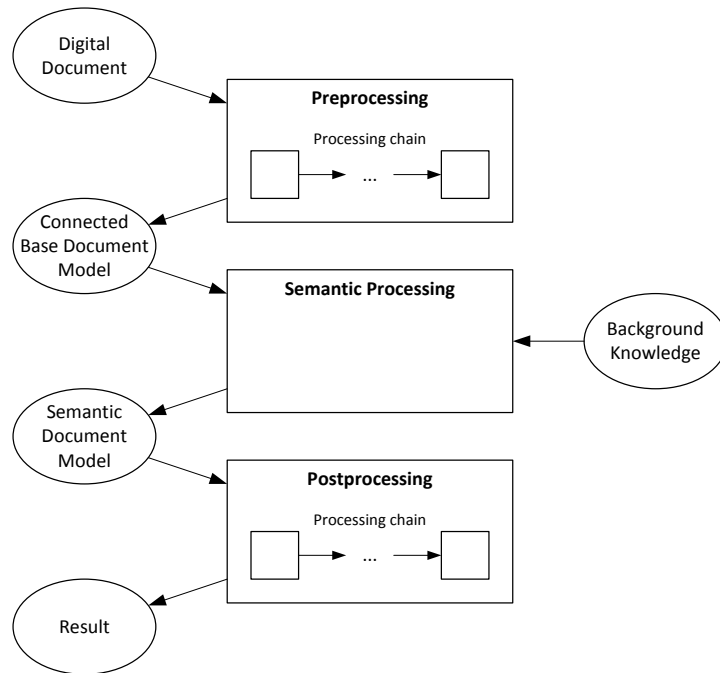 Digital
Document
Preprocessing
Processing chain
...
Connected
Base Document
Model
Semantic Processing
Background
Knowledge
Semantic
Document
Model
Postprocessing
Processing chain
...
Result